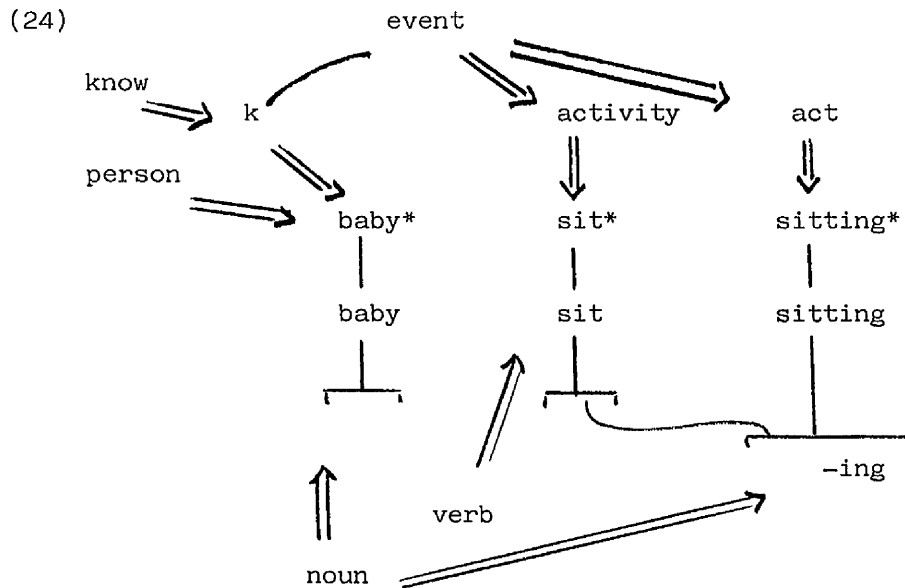 (24)
event
know
k
activity
act
person
baby*
sit*
sitting*
baby
sit
sitting
-ing
verb
noun